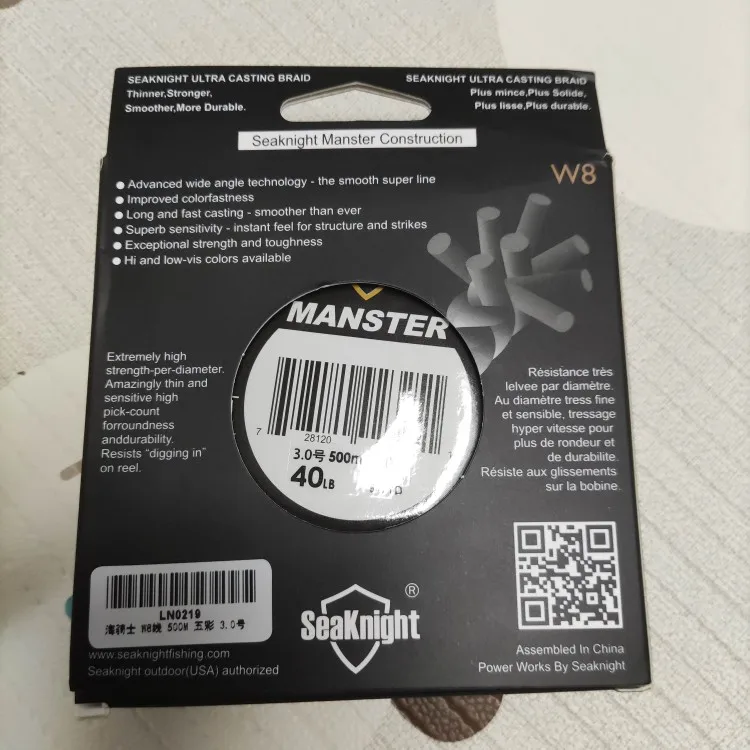 SEAKNIGHT ULTRA CASTING BRAID
Thinner,Stronger,
Smoother,More Durable.
SEAKNIGHT ULTRA CASTING BRAID
Plus mince,Plus Solide,
Plus lisse,Plus durable.
Seaknight Manster Construction
W8
Advanced wide angle technology - the smooth super line
Improved colorfastness
Long and fast casting - smoother than ever
Superb sensitivity - instant feel for structure and strikes
Exceptional strength and toughness
Hi and low-vis colors available
MANSTER
7 28120
3.0号 500m
40LB
Extremely high
strength-per-diameter.
Amazingly thin and
sensitive high
pick-count
forroundness
anddurability.
Resists "digging in"
on reel.
Résistance très
lelvee par diamètre.
Au diamètre tress fine
et sensible, tressage
hyper vitesse pour
plus de rondeur et
de durabilite.
Résiste aux glissements
sur la bobine.
LN0219
海骑士 W8线 500M 五彩 3.0号
www.seaknightfishing.com
Seaknight outdoor(USA) authorized
SeaKnight®
Assembled In China
Power Works By Seaknight